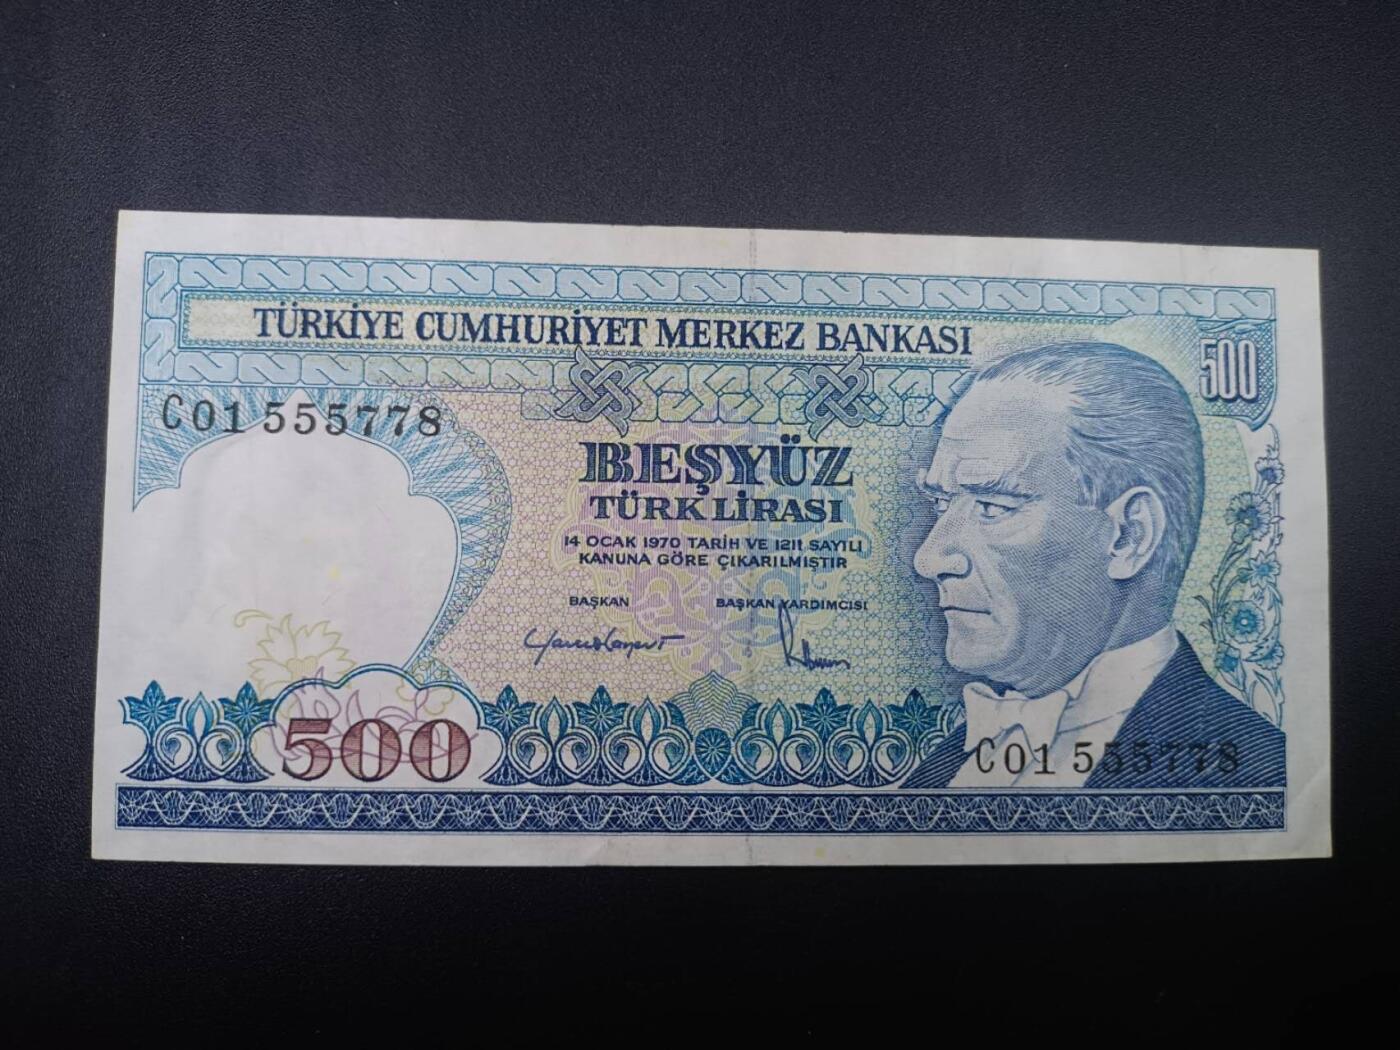 TÜRKİYE CUMHURİYET MERKEZ BANKASI
500
C01 555778
BEŞYÜZ
TÜRK LİRASI
14 OCAK 1970 TARİH VE 1211 SAYILI
KANUNA GÖRE ÇIKARILMIŞTIR
BAŞKAN BAŞKAN YARDIMCISI
500
C01 555778